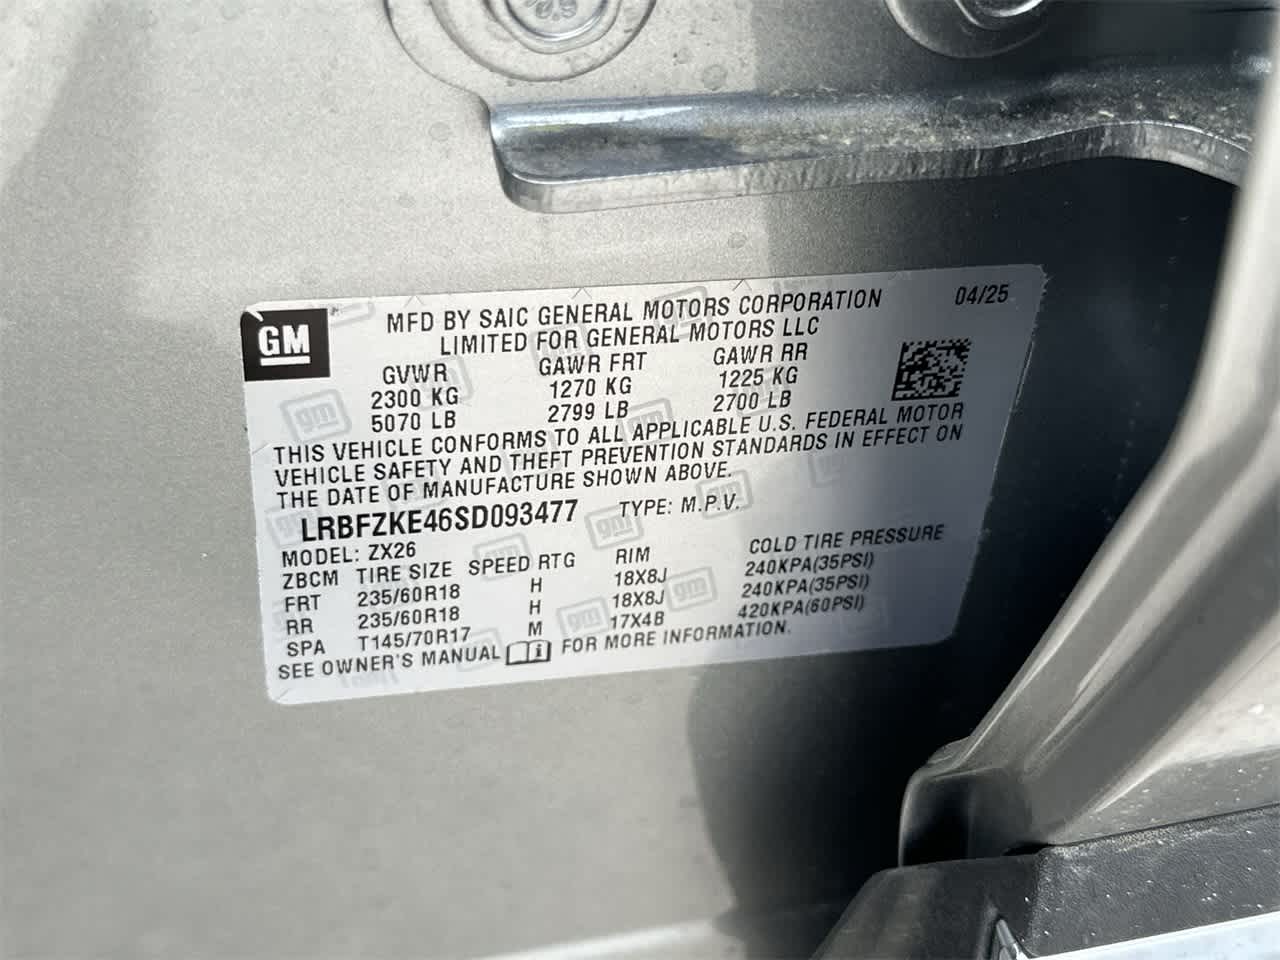 GM
MFD BY SAIC GENERAL MOTORS CORPORATION 04/25
LIMITED FOR GENERAL MOTORS LLC
GVWR GAWR FRT GAWR RR
2300 KG 1270 KG 1225 KG
5070 LB 2799 LB 2700 LB
THIS VEHICLE CONFORMS TO ALL APPLICABLE U.S. FEDERAL MOTOR
VEHICLE SAFETY AND THEFT PREVENTION STANDARDS IN EFFECT ON
THE DATE OF MANUFACTURE SHOWN ABOVE.
LRBFZKE46SD093477 TYPE: M.P.V.
MODEL: ZX26
ZBCM TIRE SIZE SPEED RTG RIM COLD TIRE PRESSURE
FRT 235/60R18 H 18X8J 240KPA(35PSI)
RR 235/60R18 H 18X8J 240KPA(35PSI)
SPA T145/70R17 M 17X4B 420KPA(60PSI)
SEE OWNER'S MANUAL i FOR MORE INFORMATION.